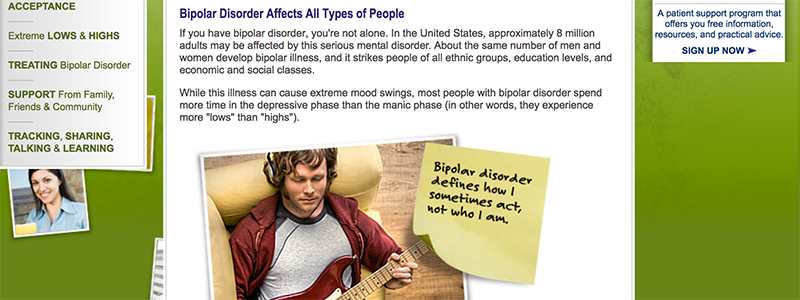 ACCEPTANCE
Extreme LOWS & HIGHS
TREATING Bipolar Disorder
SUPPORT From Family,
Friends & Community
TRACKING, SHARING,
TALKING & LEARNING
Bipolar Disorder Affects All Types of People
If you have bipolar disorder, you're not alone. In the United States, approximately 8 million
adults may be affected by this serious mental disorder. About the same number of men and
women develop bipolar illness, and it strikes people of all ethnic groups, education levels, and
economic and social classes.
While this illness can cause extreme mood swings, most people with bipolar disorder spend
more time in the depressive phase than the manic phase (in other words, they experience
more "lows" than "highs").
Bipolar disorder
defines how I
sometimes act,
not who I am.
A patient support program that
offers you free information,
resources, and practical advice.
SIGN UP NOW